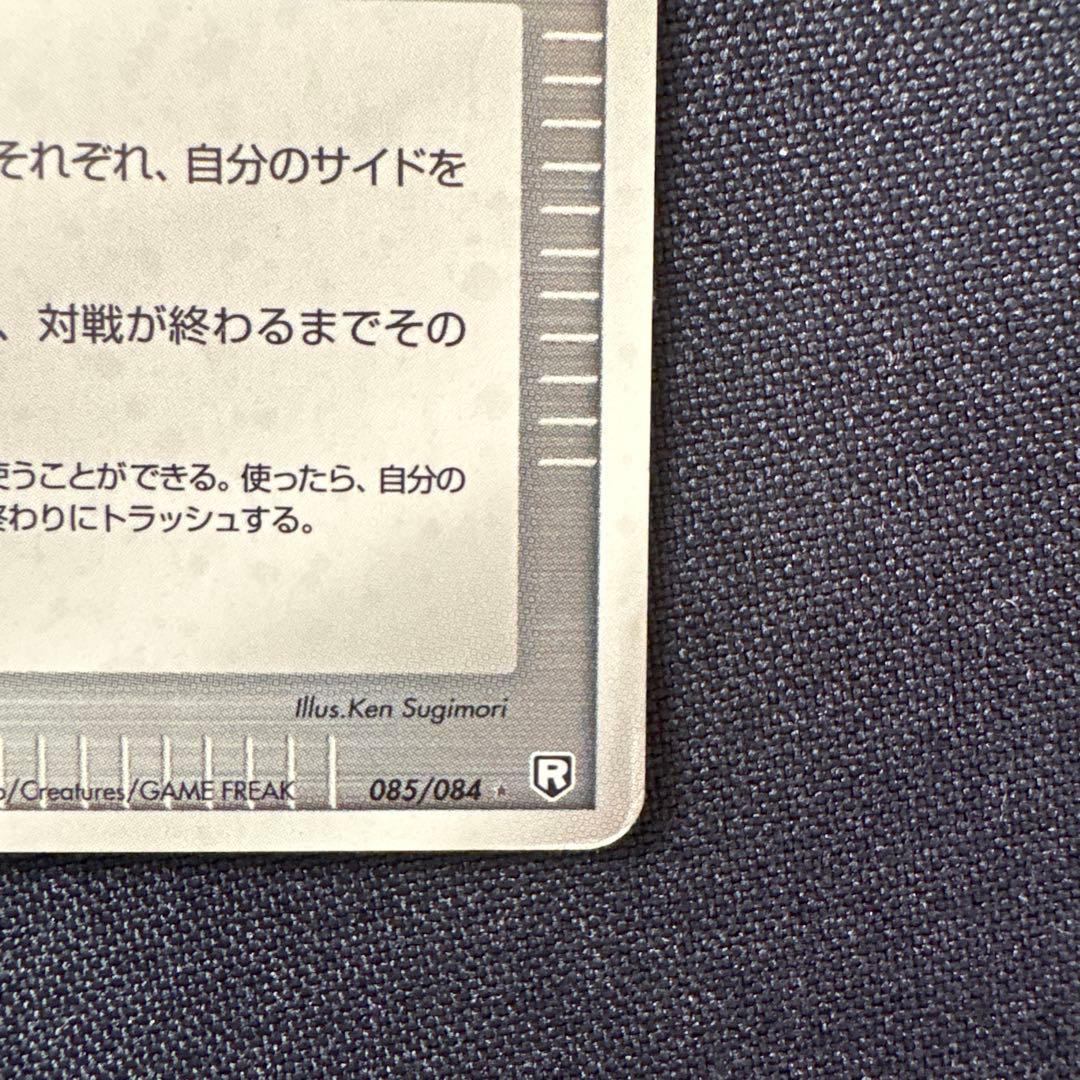 それぞれ、自分のサイドを
、対戦が終わるまでその
使うことができる。使ったら、自分の
終わりにトラッシュする。
Illus.Ken Sugimori
/Creatures/GAME FREAK 085/084 ★ R